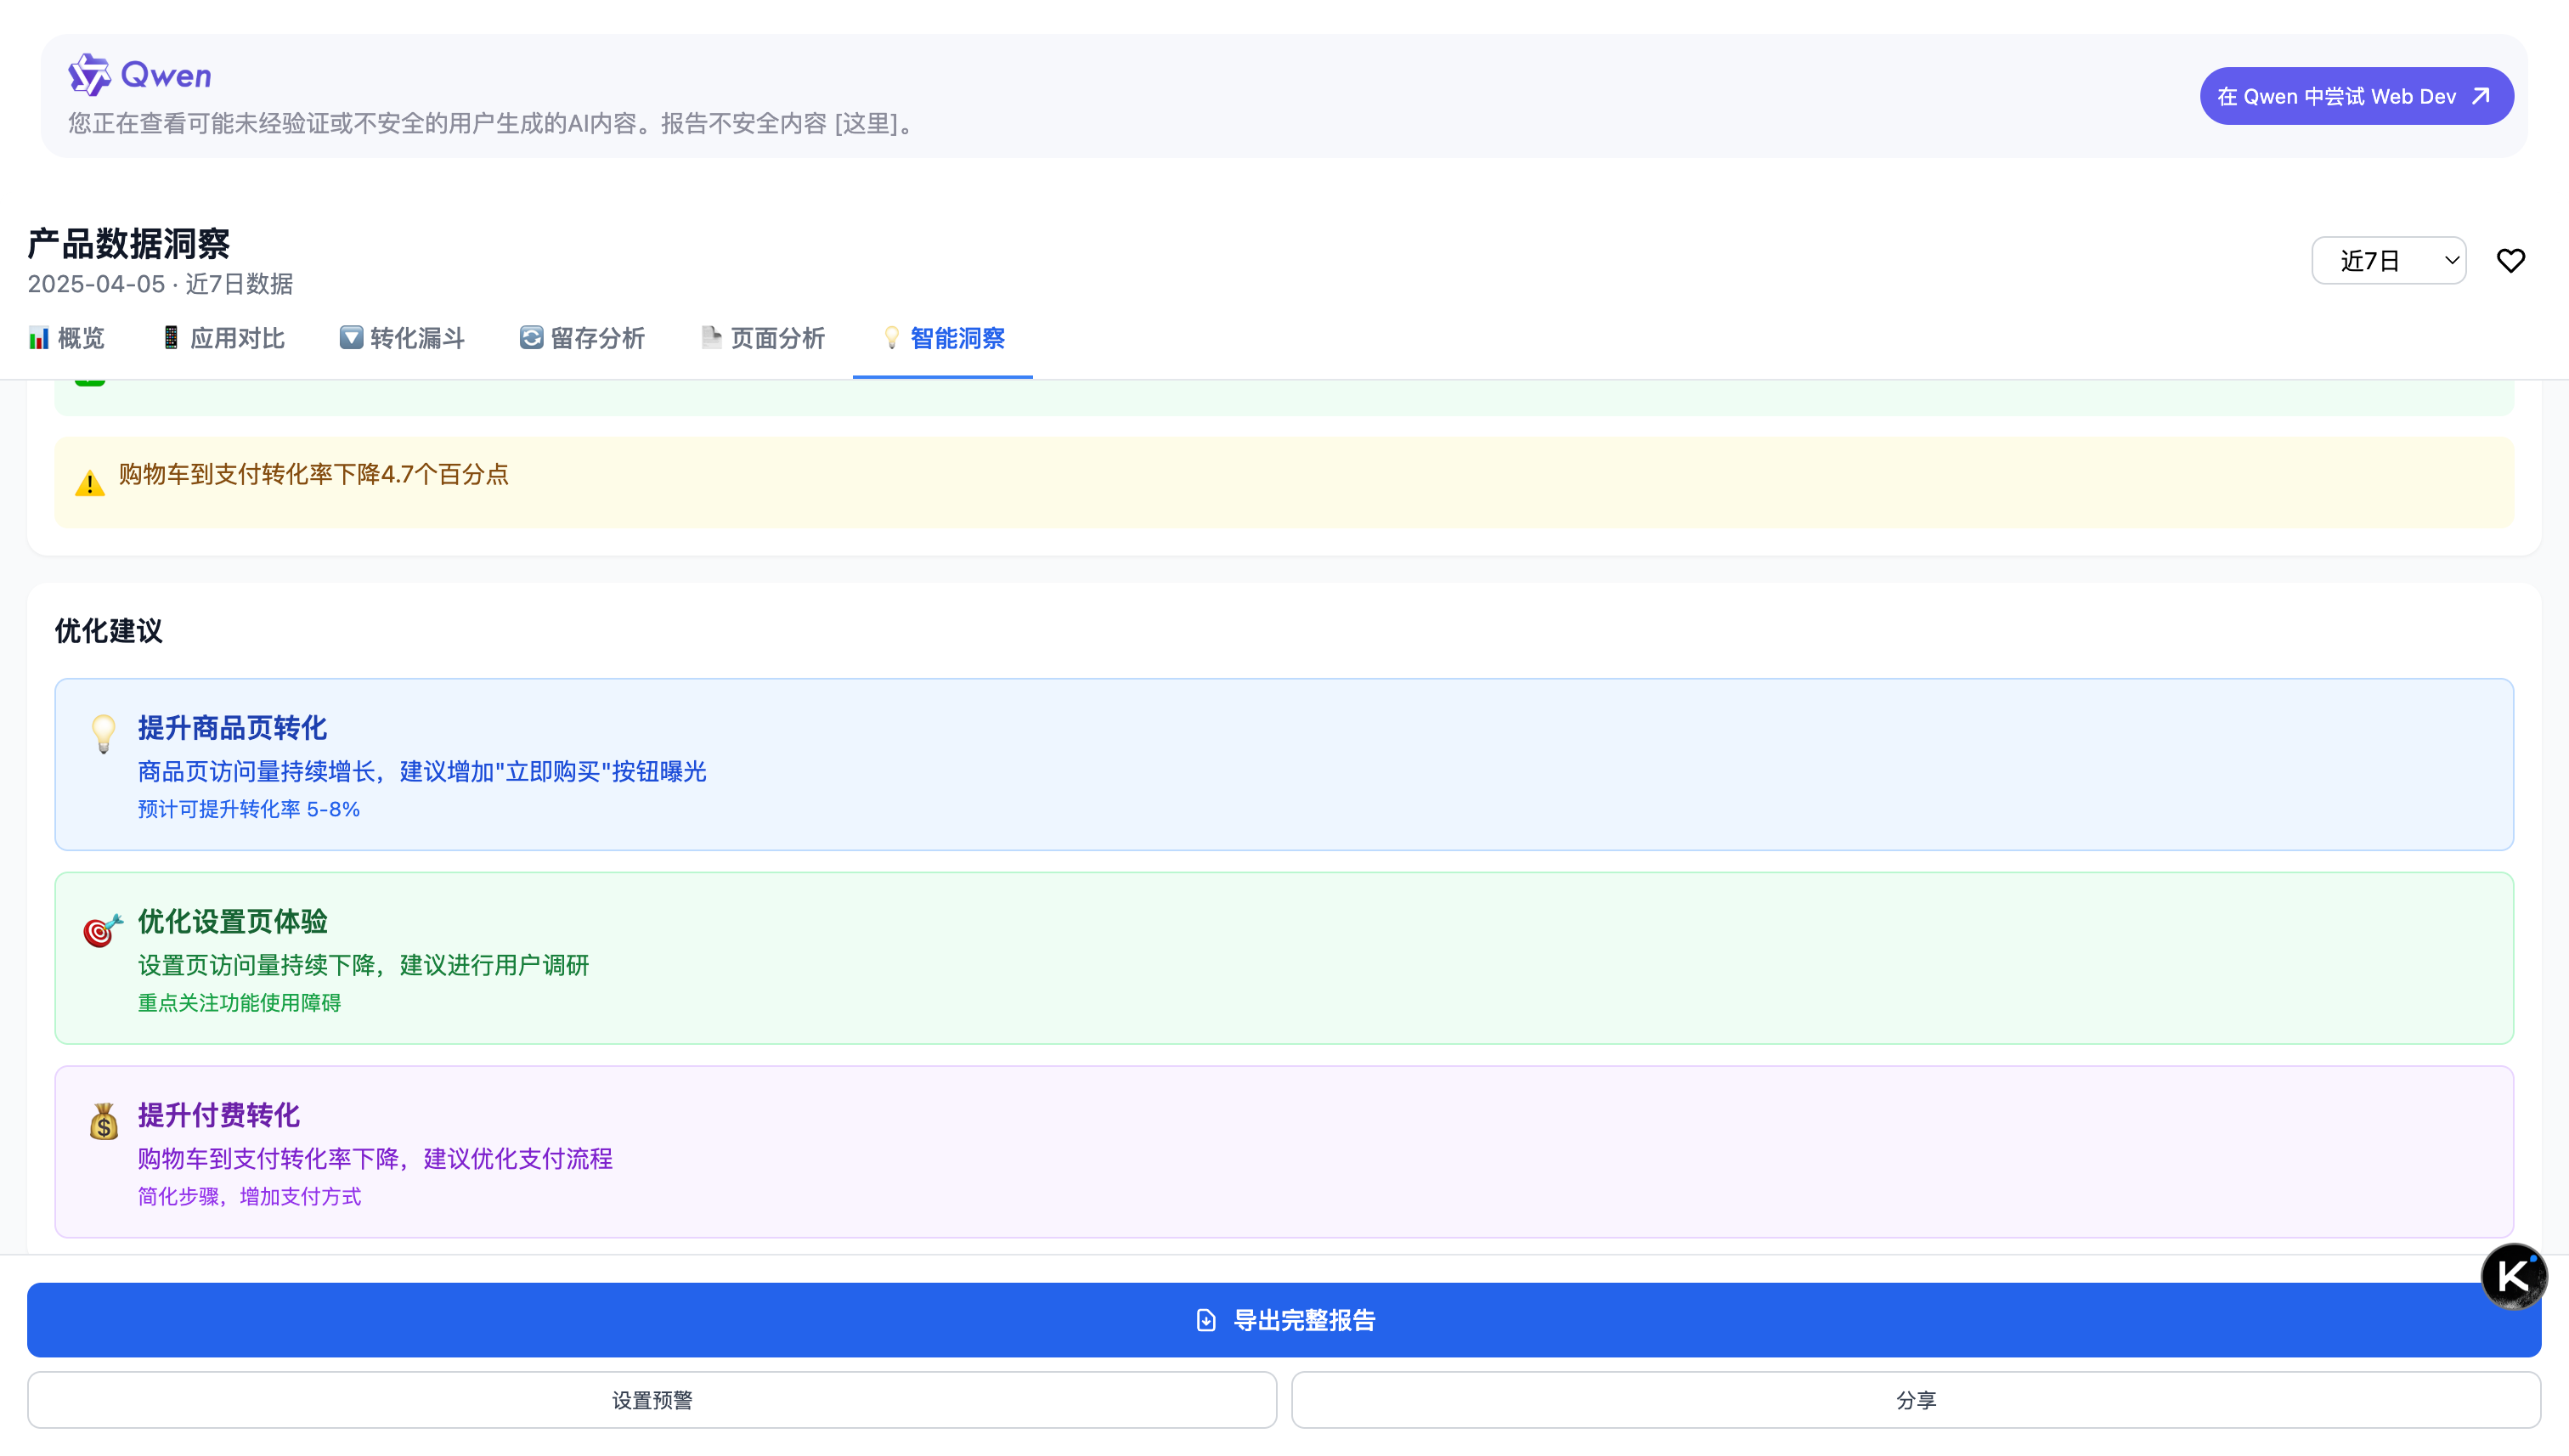 Qwen
您正在查看可能未经验证或不安全的用户生成的AI内容。报告不安全内容 [这里]。
在 Qwen 中尝试 Web Dev
产品数据洞察
2025-04-05 · 近7日数据
近7日
概览
应用对比
转化漏斗
留存分析
页面分析
智能洞察
购物车到支付转化率下降4.7个百分点
优化建议
提升商品页转化
商品页访问量持续增长，建议增加"立即购买"按钮曝光
预计可提升转化率 5-8%
优化设置页体验
设置页访问量持续下降，建议进行用户调研
重点关注功能使用障碍
提升付费转化
购物车到支付转化率下降，建议优化支付流程
简化步骤，增加支付方式
K
导出完整报告
设置预警
分享